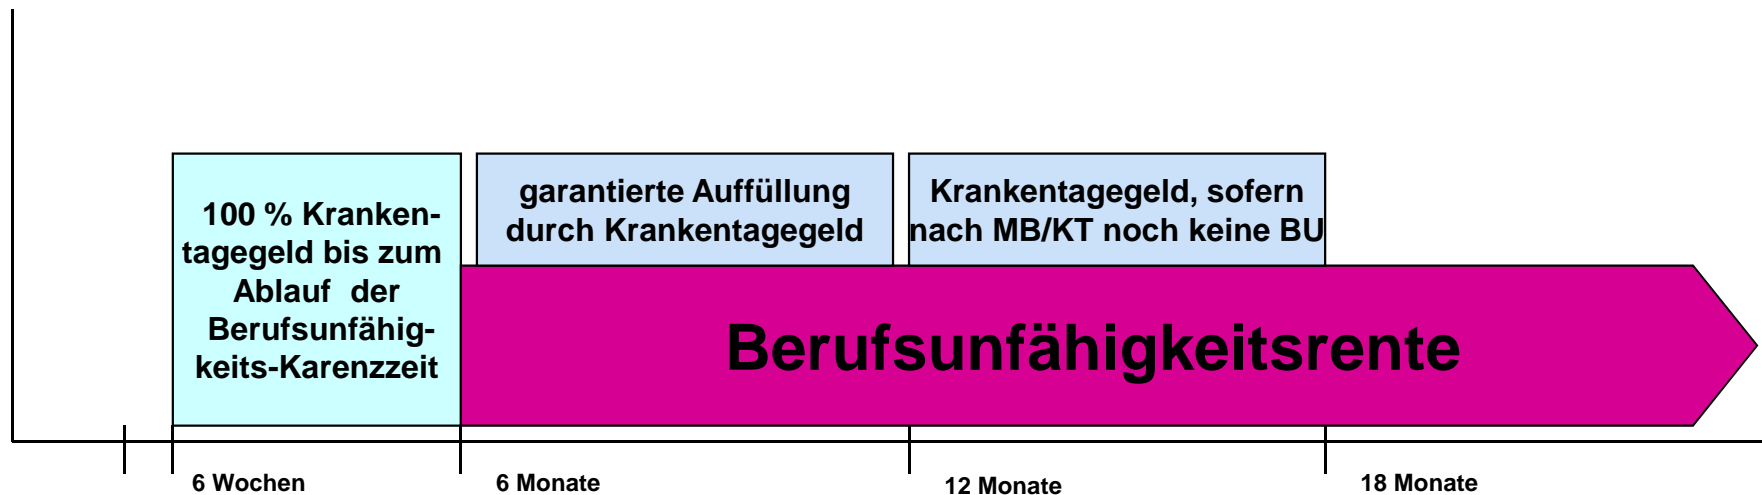 100 % Kranken-
tagegeld bis zum
Ablauf der
Berufsunfähig-
keits-Karenzzeit
garantierte Auffüllung
durch Krankentagegeld
Krankentagegeld, sofern
nach MB/KT noch keine BU
Berufsunfähigkeitsrente
6 Wochen
6 Monate
12 Monate
18 Monate